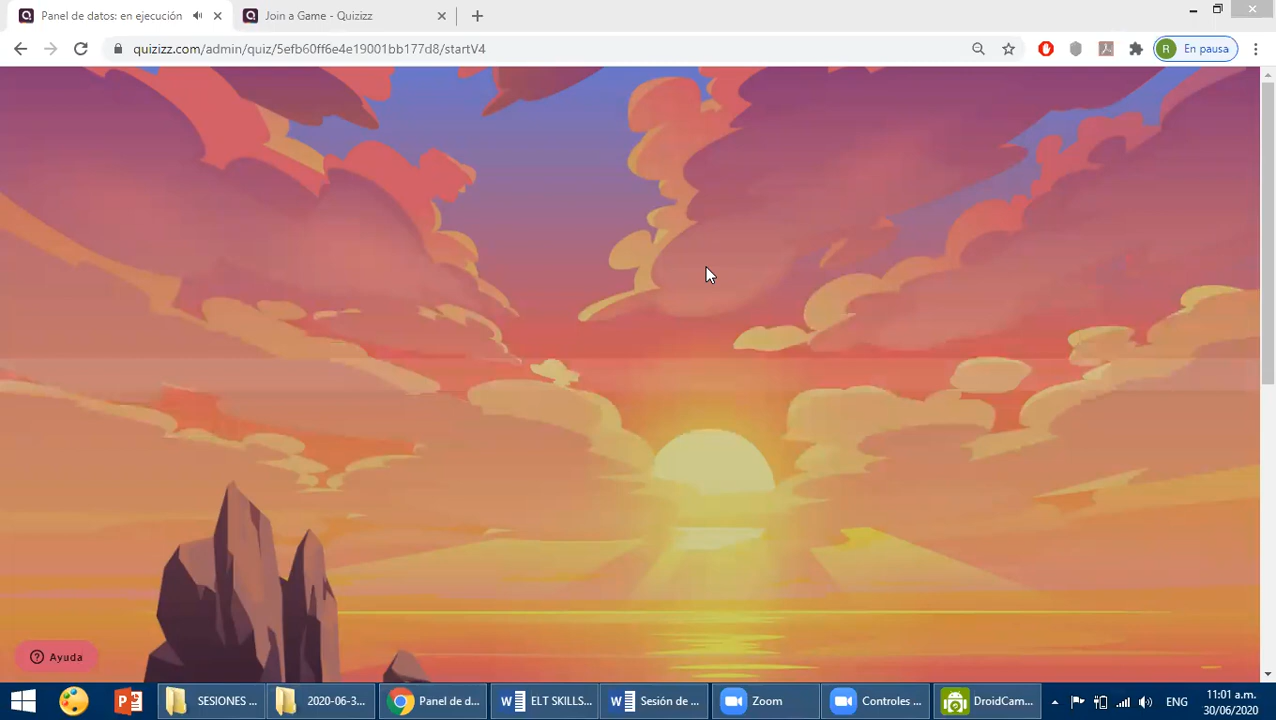 Panel de datos: en ejecución
Join a Game - Quizizz
quizizz.com/admin/quiz/5efb60ff6e4e19001bb177d8/startV4
R
En pausa
Ayuda
SESIONES ...
2020-06-3...
Panel de d...
ELT SKILLS...
Sesión de ...
Zoom
Controles ...
DroidCam...
ENG
11:01 a.m.
30/06/2020